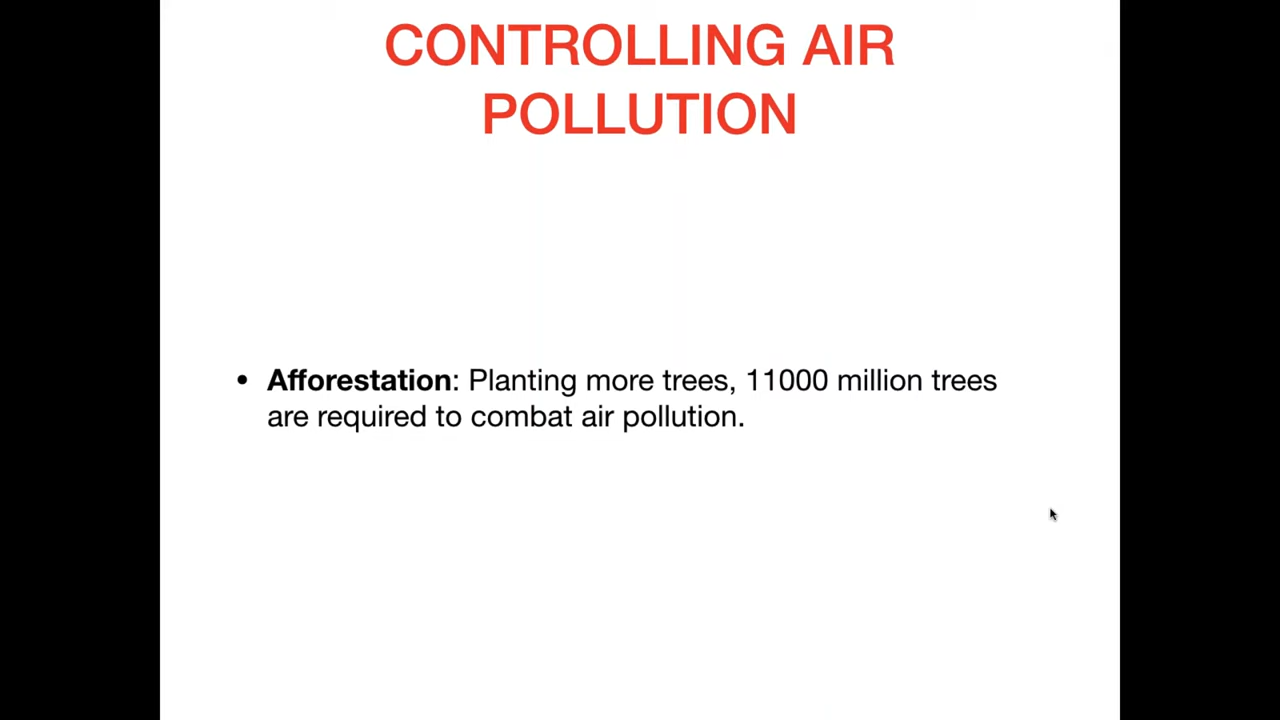 CONTROLLING AIR
POLLUTION
• Afforestation: Planting more trees, 11000 million trees
are required to combat air pollution.